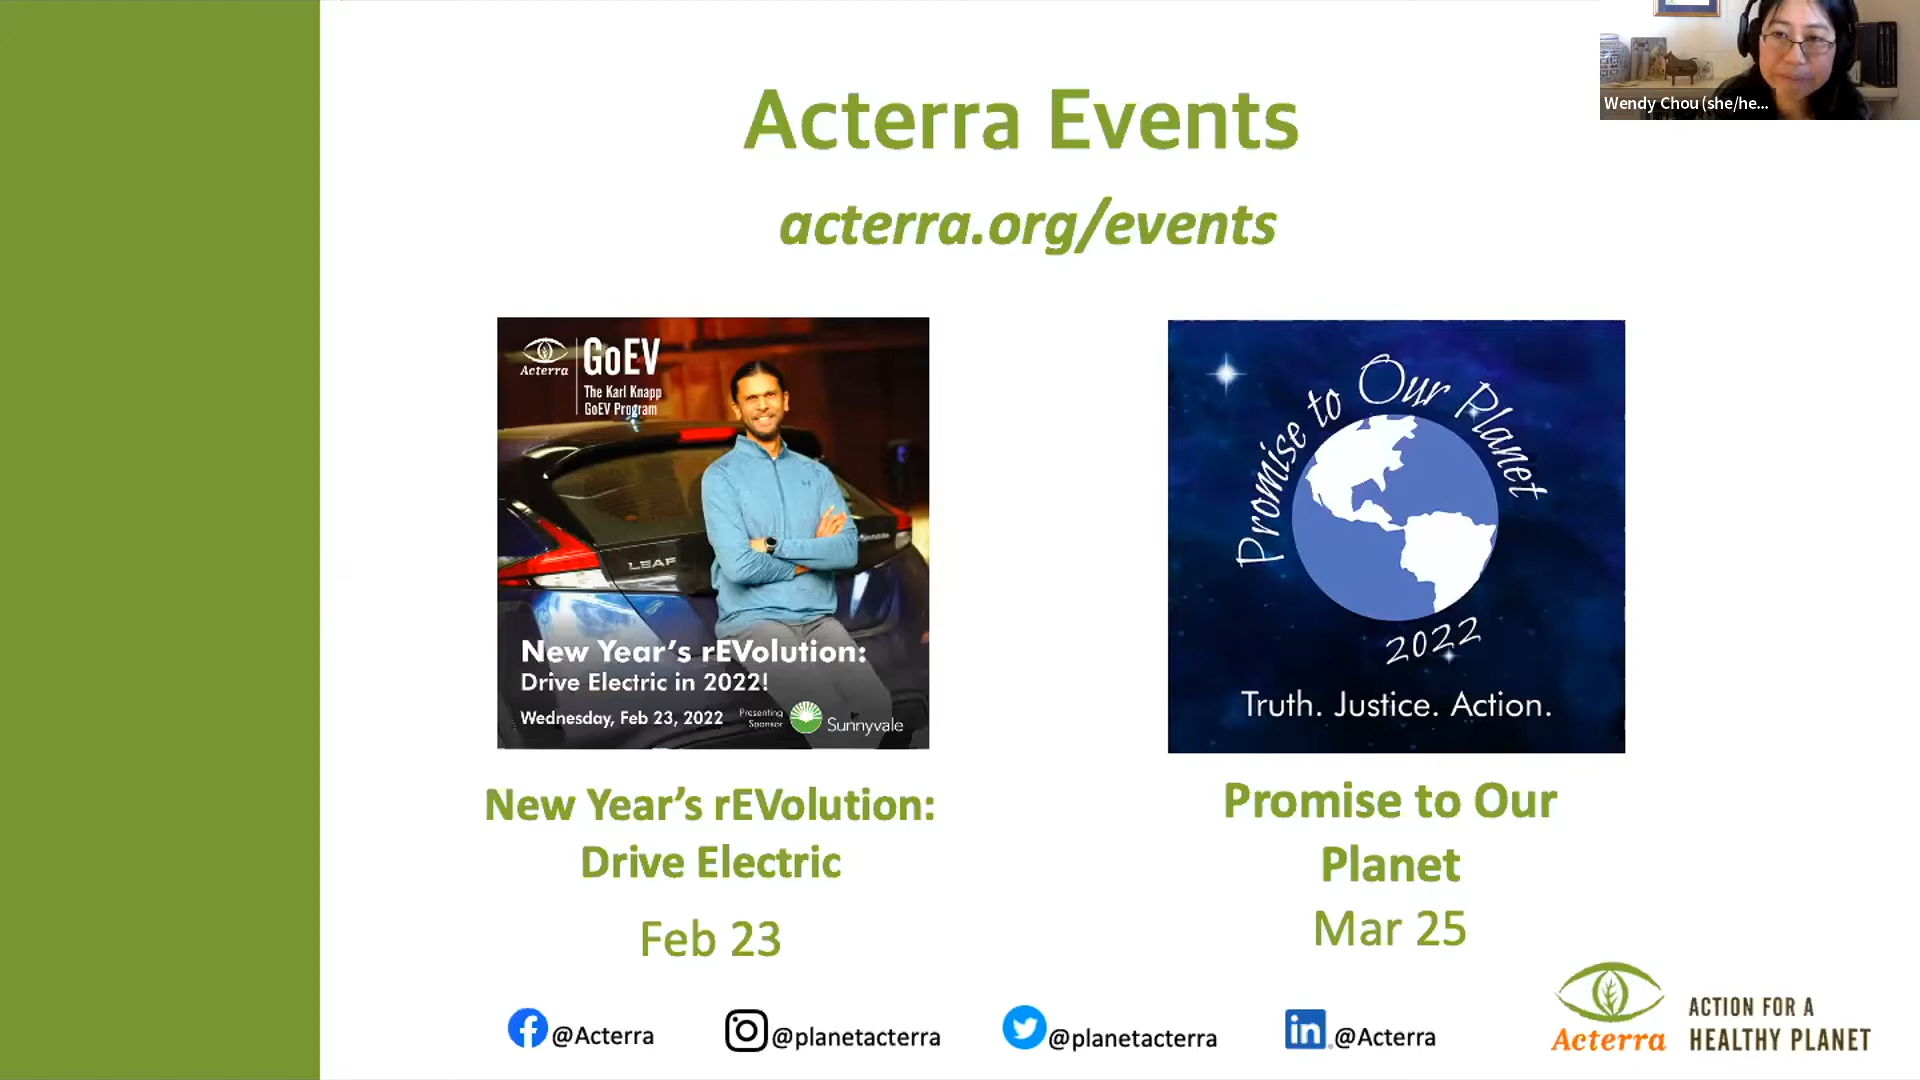 Acterra Events
acterra.org/events
Wendy Chou (she/he...
Acterra
GoEV
The Karl Knapp
GoEV Program
LEAF
New Year's rEVolution:
Drive Electric in 2022!
Wednesday, Feb 23, 2022
Presenting
Sponsor
Sunnyvale
Promise to Our Planet
2022
Truth. Justice. Action.
New Year's rEVolution:
Drive Electric
Feb 23
Promise to Our
Planet
Mar 25
@Acterra
@planetacterra
@planetacterra
in @Acterra
Acterra
ACTION FOR A
HEALTHY PLANET